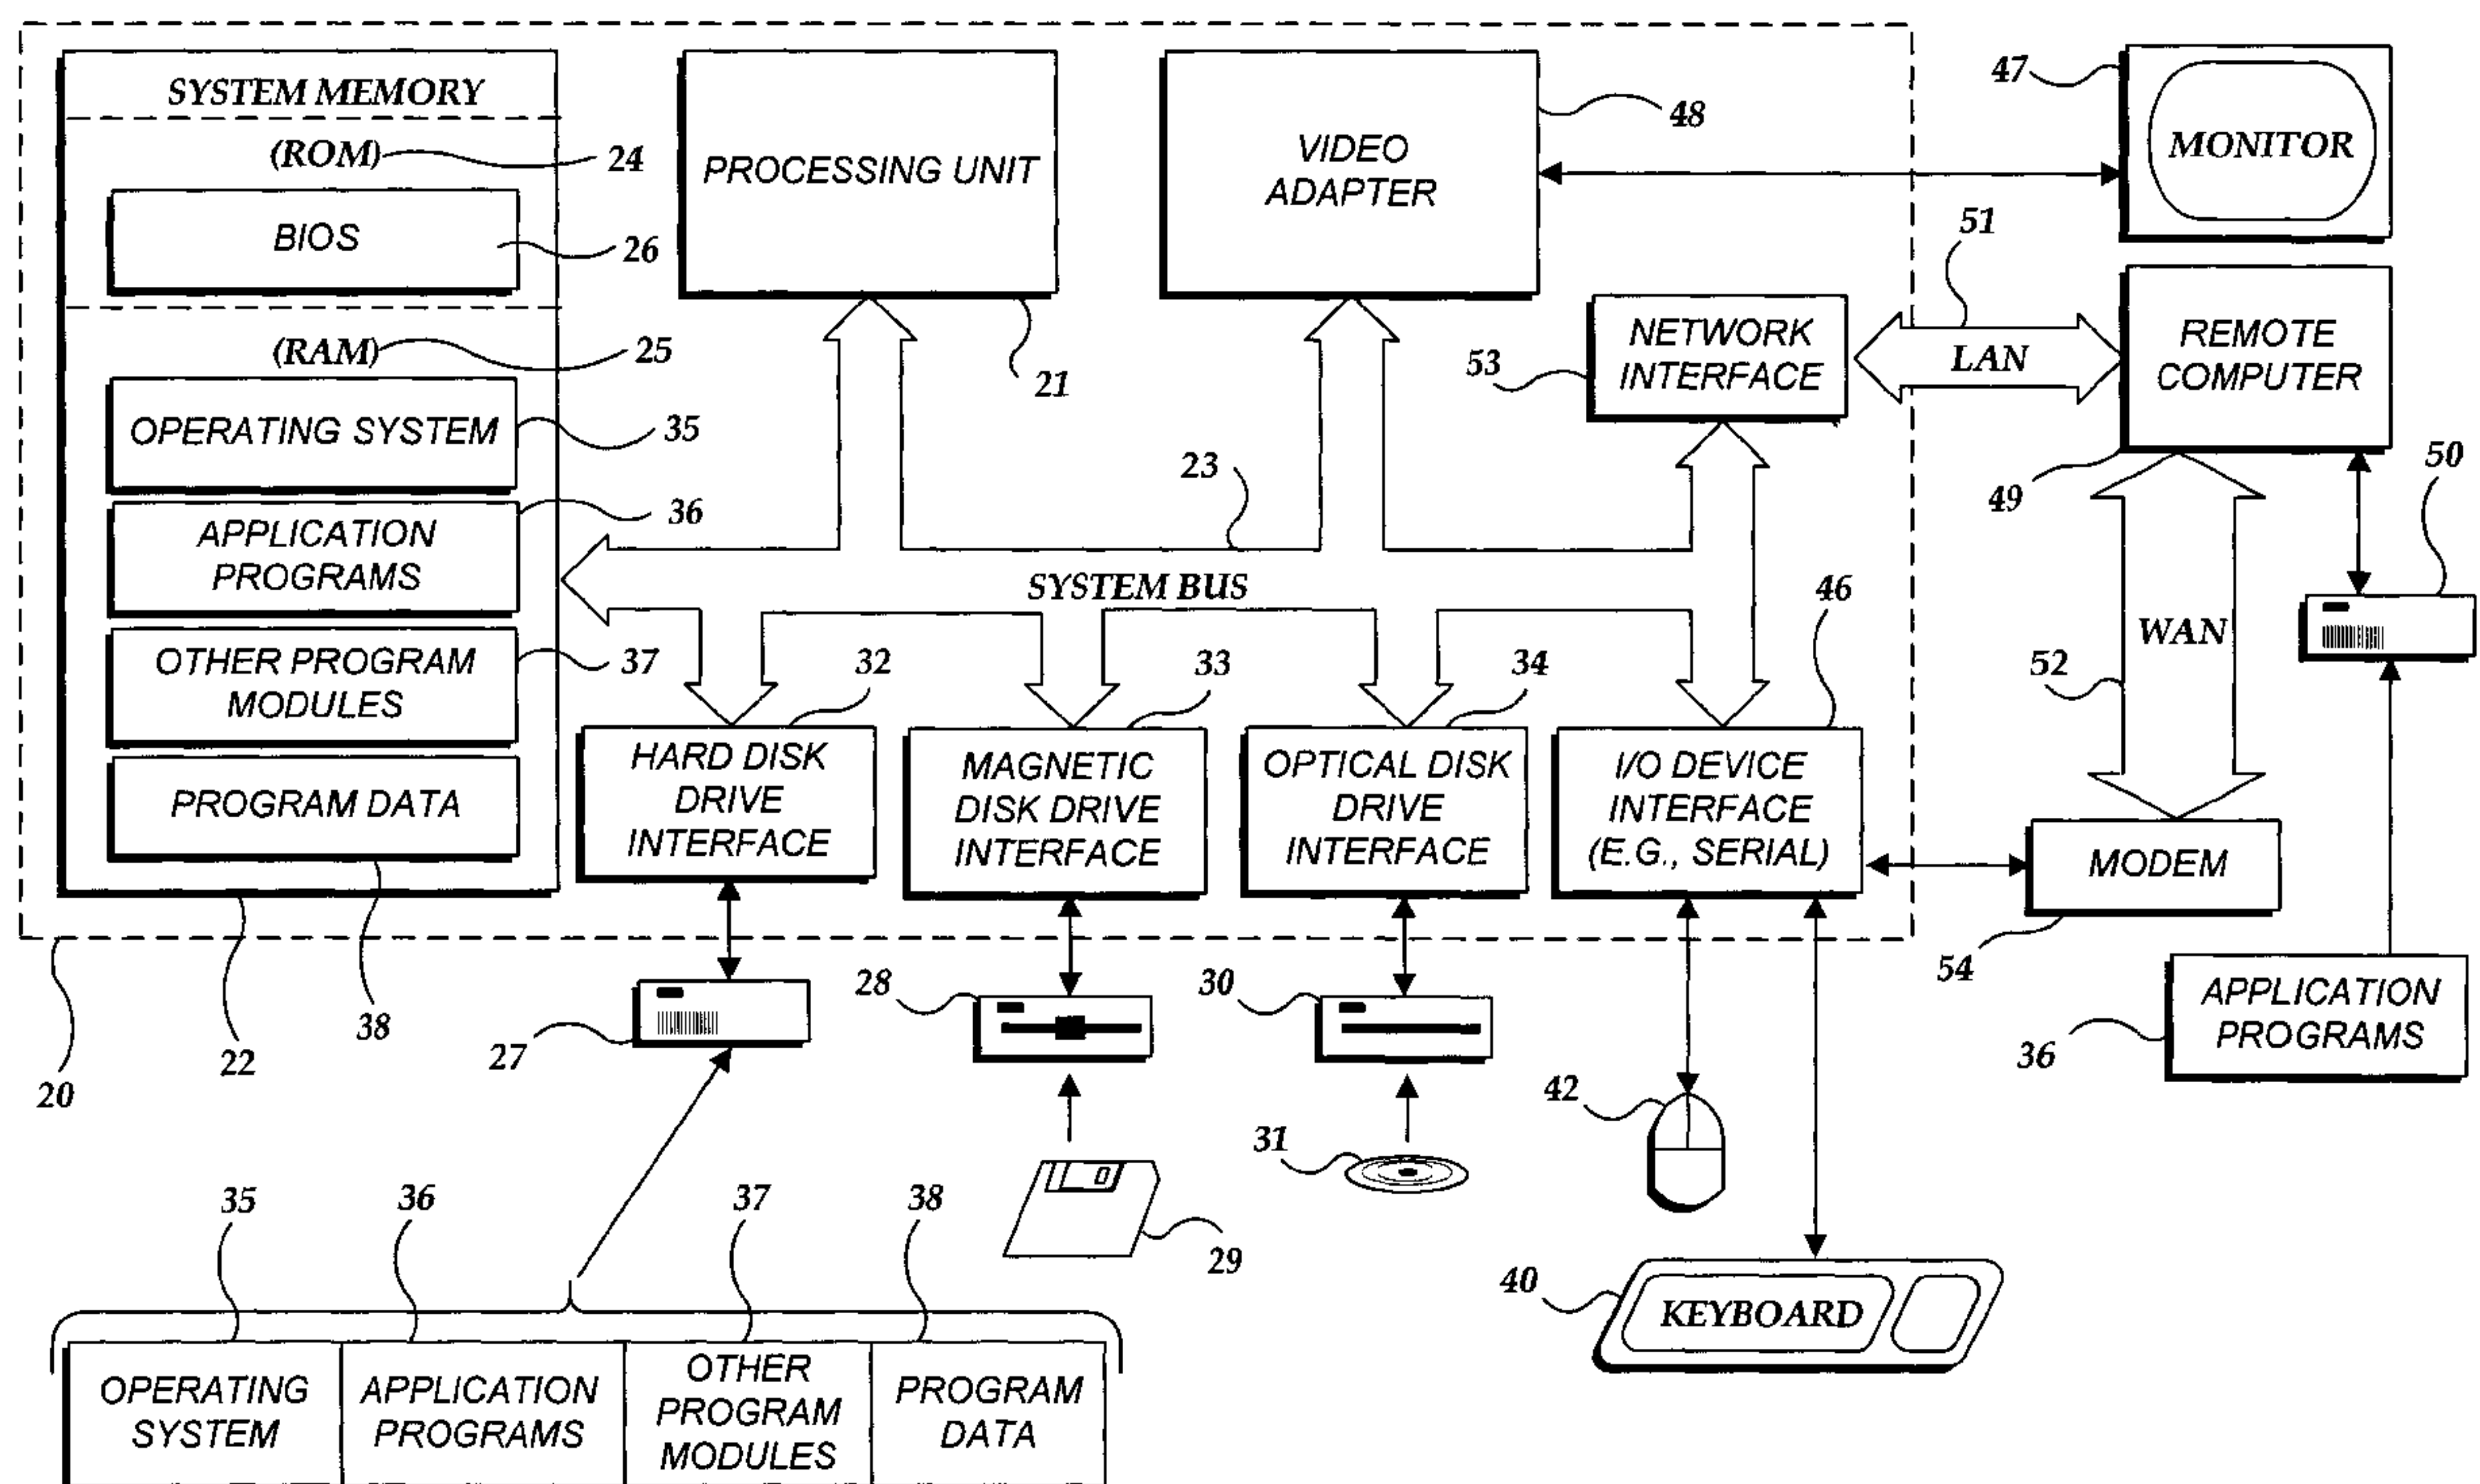 SYSTEM MEMORY
(ROM)
24
BIOS
26
(RAM)
25
OPERATING SYSTEM
35
APPLICATION
PROGRAMS
36
OTHER PROGRAM
MODULES
37
PROGRAM DATA
38
22
20
PROCESSING UNIT
21
VIDEO
ADAPTER
48
47
MONITOR
51
NETWORK
INTERFACE
53
LAN
REMOTE
COMPUTER
49
50
23
SYSTEM BUS
46
WAN
52
32
HARD DISK
DRIVE
INTERFACE
33
MAGNETIC
DISK DRIVE
INTERFACE
34
OPTICAL DISK
DRIVE
INTERFACE
I/O DEVICE
INTERFACE
(E.G., SERIAL)
MODEM
54
APPLICATION
PROGRAMS
36
27
28
30
42
31
29
40
KEYBOARD
35
36
37
38
OPERATING
SYSTEM
APPLICATION
PROGRAMS
OTHER
PROGRAM
MODULES
PROGRAM
DATA